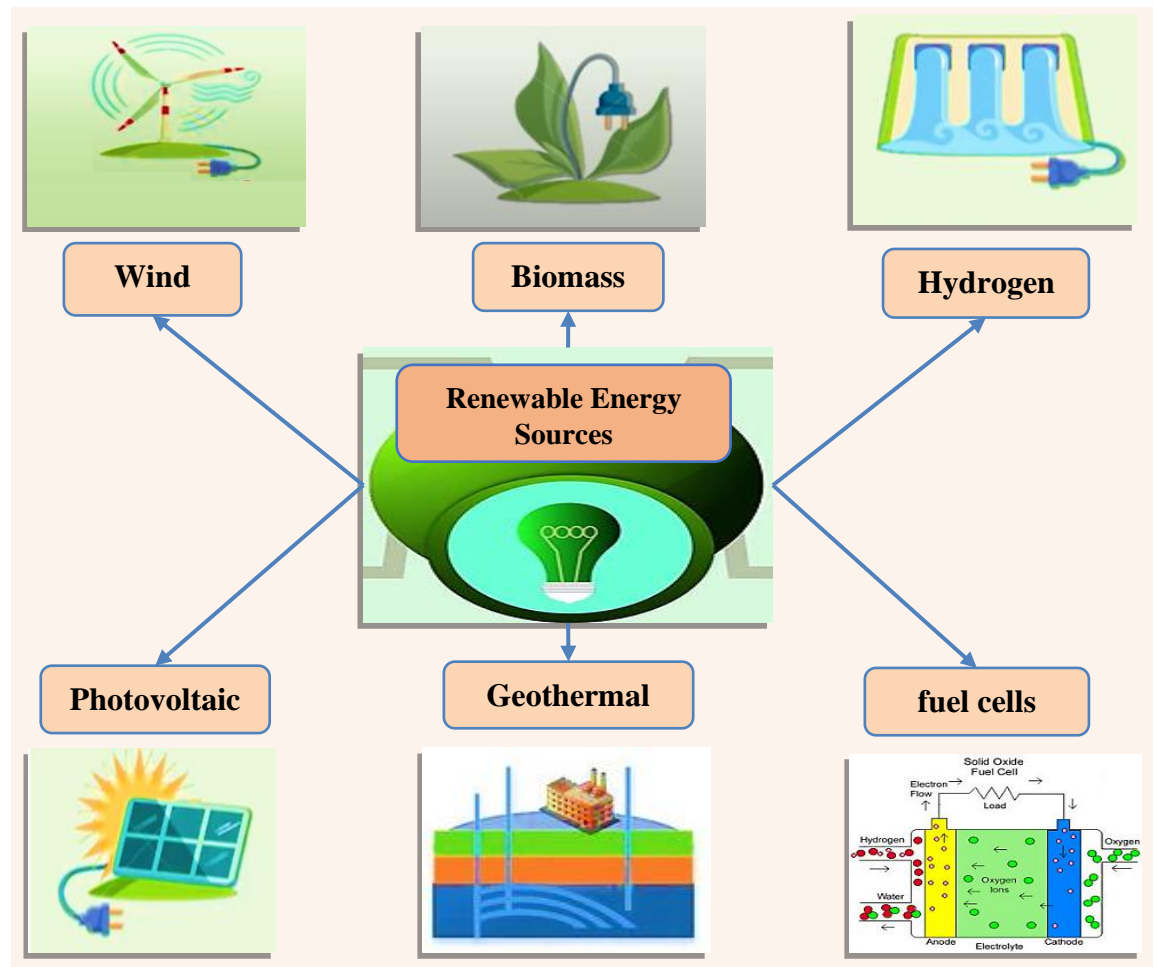 Wind
Biomass
Hydrogen
Renewable Energy
Sources
Photovoltaic
Geothermal
fuel cells
Solid Oxide
Fuel Cell
Electron
Flow
Load
Hydrogen
Oxygen
Oxygen
Ions
Water
Anode
Electrolyte
Cathode